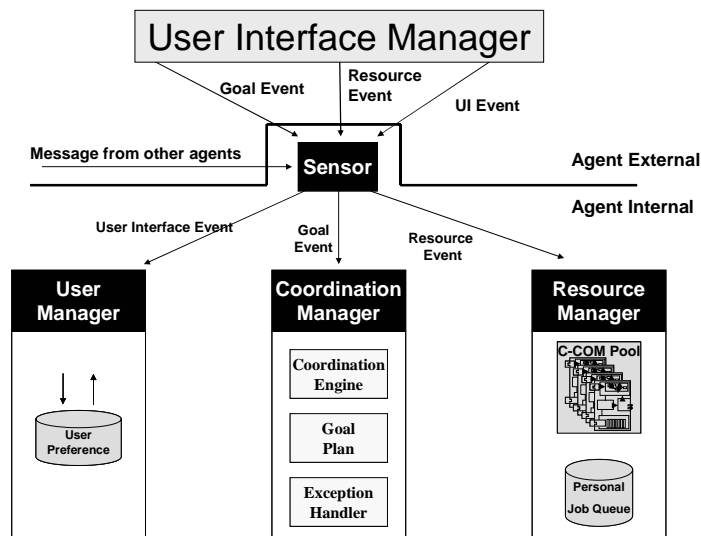 User Interface Manager
Goal Event
Resource
Event
UI Event
Message from other agents
Sensor
Agent External
Agent Internal
User Interface Event
Goal
Event
Resource
Event
User
Manager
Coordination
Manager
Resource
Manager
C-COM Pool
Coordination
Engine
User
Preference
Goal
Plan
Exception
Handler
Personal
Job Queue